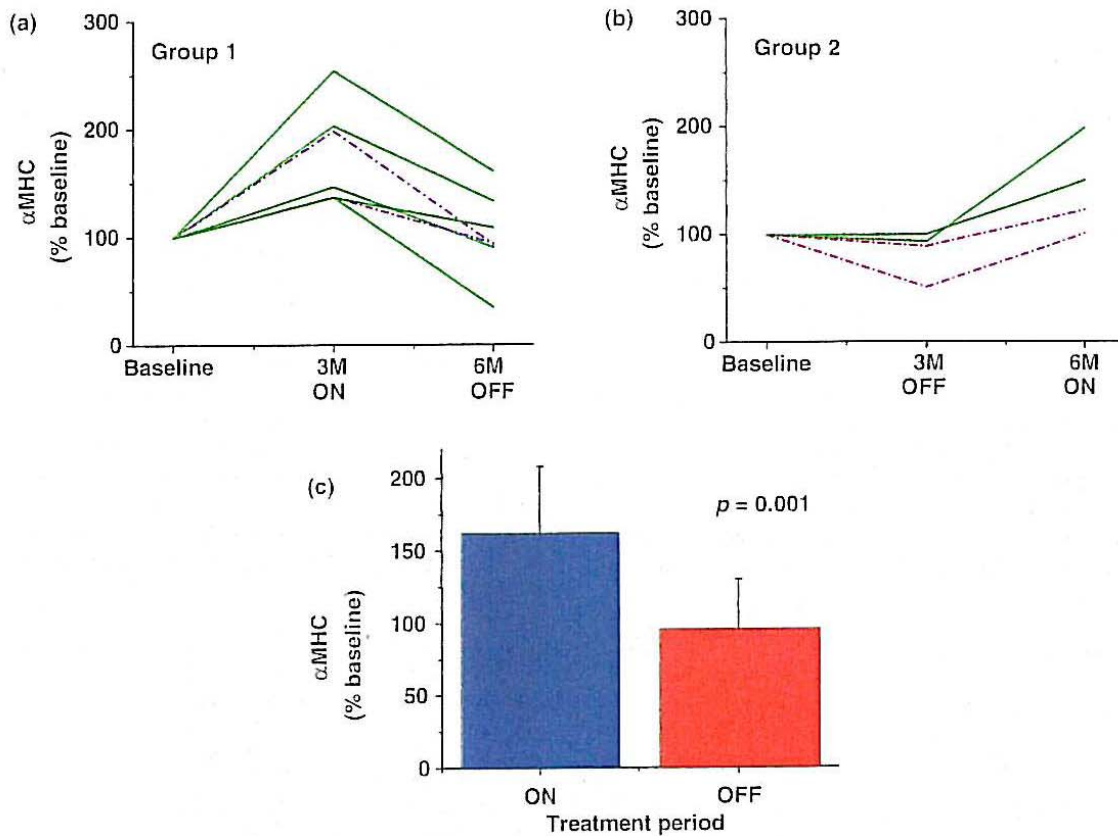 (a)
Group 1
αMHC
(% baseline)
300
200
100
0
Baseline
3M
ON
6M
OFF
(b)
Group 2
αMHC
(% baseline)
300
200
100
0
Baseline
3M
OFF
6M
ON
(c)
p = 0.001
αMHC
(% baseline)
200
150
100
50
0
ON
OFF
Treatment period